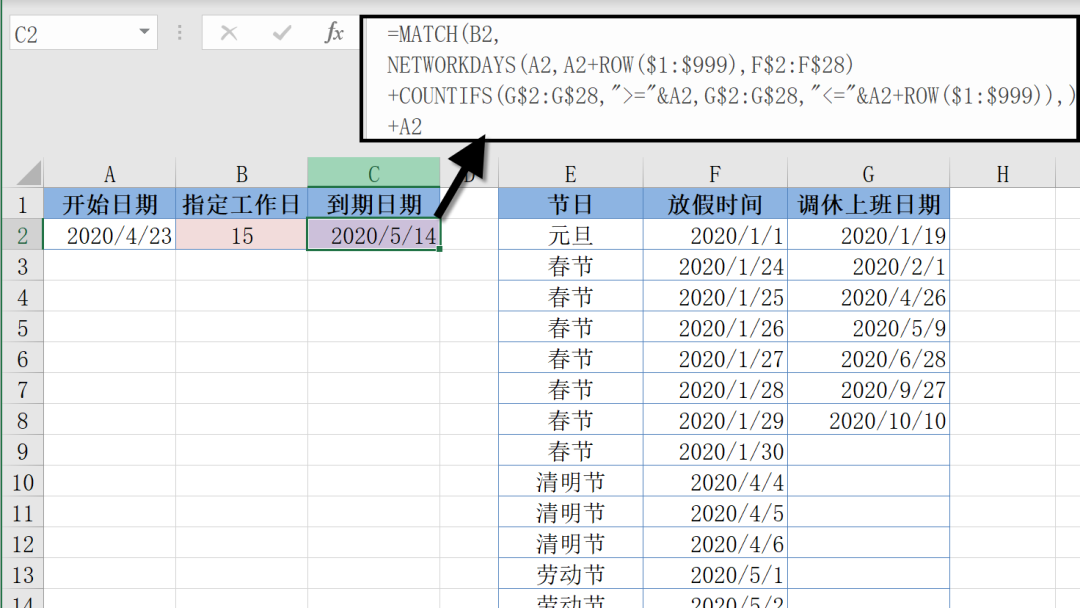 C2 fx =MATCH(B2,
NETWORKDAYS(A2,A2+ROW($1:$999),F$2:F$28)
+COUNTIFS(G$2:G$28,">="&A2,G$2:G$28,"<="&A2+ROW($1:$999)),)
+A2
A B C D E F G H
1 开始日期 指定工作日 到期日期 节日 放假时间 调休上班日期
2 2020/4/23 15 2020/5/14 元旦 2020/1/1 2020/1/19
3 春节 2020/1/24 2020/2/1
4 春节 2020/1/25 2020/4/26
5 春节 2020/1/26 2020/5/9
6 春节 2020/1/27 2020/6/28
7 春节 2020/1/28 2020/9/27
8 春节 2020/1/29 2020/10/10
9 春节 2020/1/30
10 清明节 2020/4/4
11 清明节 2020/4/5
12 清明节 2020/4/6
13 劳动节 2020/5/1
14 劳动节 2020/5/2